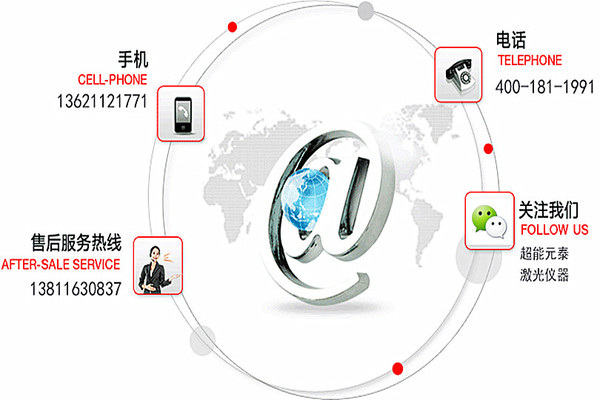 手机
CELL-PHONE
13621121771
电话
TELEPHONE
400-181-1991
售后服务热线
AFTER-SALE SERVICE
13811630837
关注我们
FOLLOW US
超能元泰
激光仪器